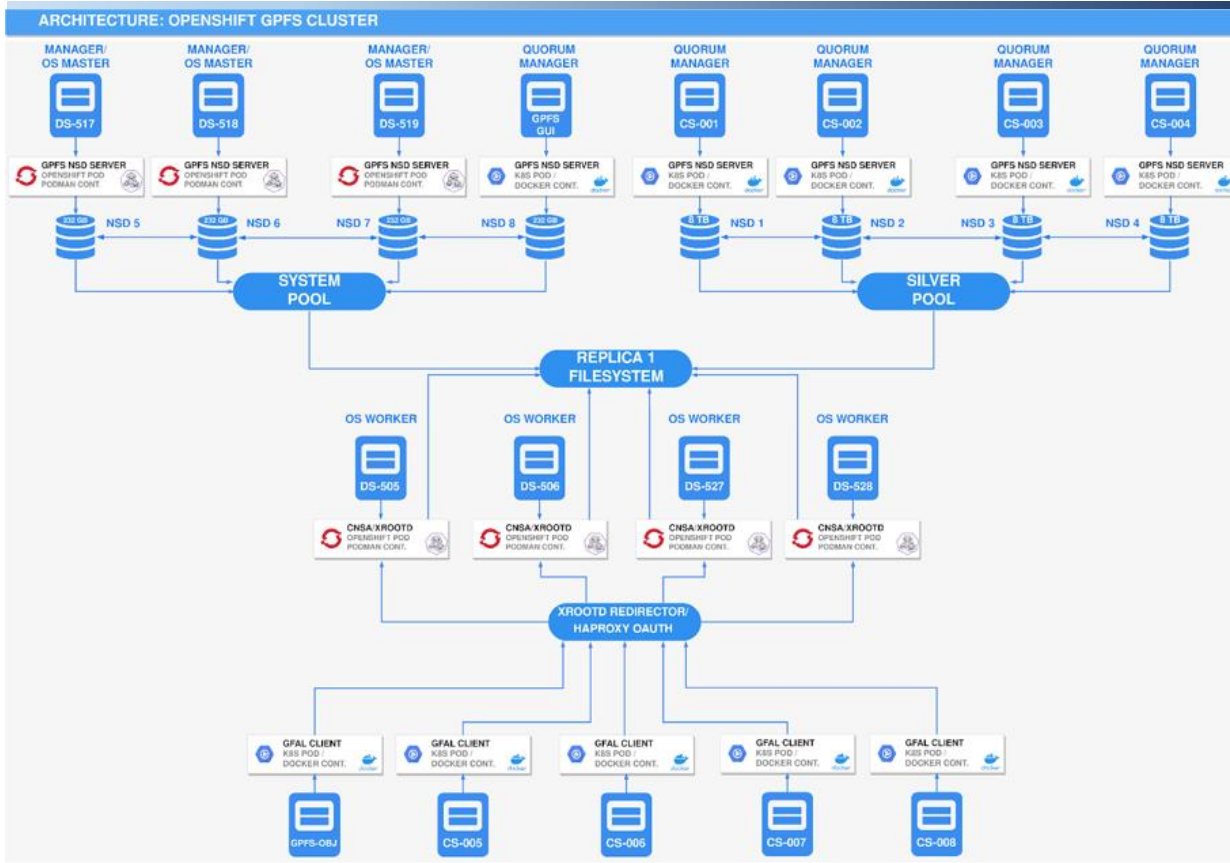 ARCHITECTURE: OPENSHIFT GPFS CLUSTER
MANAGER/
OS MASTER
MANAGER/
OS MASTER
MANAGER/
OS MASTER
QUORUM
MANAGER
QUORUM
MANAGER
QUORUM
MANAGER
QUORUM
MANAGER
QUORUM
MANAGER
DS-517
DS-518
DS-519
GPFS
GUI
CS-001
CS-002
CS-003
CS-004
GPFS NSD SERVER
OPENSHIFT POD
PODMAN CONT.
GPFS NSD SERVER
OPENSHIFT POD
PODMAN CONT.
GPFS NSD SERVER
OPENSHIFT POD
PODMAN CONT.
GPFS NSD SERVER
K8S POD /
DOCKER CONT.
docker
GPFS NSD SERVER
K8S POD /
DOCKER CONT.
docker
GPFS NSD SERVER
K8S POD /
DOCKER CONT.
docker
GPFS NSD SERVER
K8S POD /
DOCKER CONT.
docker
GPFS NSD SERVER
K8S POD /
DOCKER CONT.
docker
232 GB
NSD 5
232 GB
NSD 6
NSD 7
232 GB
NSD 8
232 GB
8 TB
NSD 1
8 TB
NSD 2
NSD 3
8 TB
NSD 4
8 TB
SYSTEM
POOL
SILVER
POOL
REPLICA 1
FILESYSTEM
OS WORKER
OS WORKER
OS WORKER
OS WORKER
DS-505
DS-506
DS-527
DS-528
CNSA/XROOTD
OPENSHIFT POD
PODMAN CONT.
CNSA/XROOTD
OPENSHIFT POD
PODMAN CONT.
CNSA/XROOTD
OPENSHIFT POD
PODMAN CONT.
CNSA/XROOTD
OPENSHIFT POD
PODMAN CONT.
XROOTD REDIRECTOR/
HAPROXY OAUTH
GFAL CLIENT
K8S POD /
DOCKER CONT.
docker
GFAL CLIENT
K8S POD /
DOCKER CONT.
docker
GFAL CLIENT
K8S POD /
DOCKER CONT.
docker
GFAL CLIENT
K8S POD /
DOCKER CONT.
docker
GFAL CLIENT
K8S POD /
DOCKER CONT.
docker
GPFS-OBJ
CS-005
CS-006
CS-007
CS-008